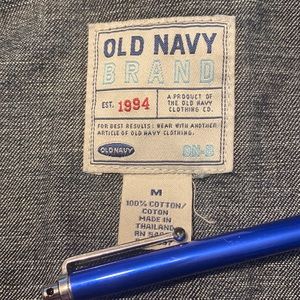 OLD NAVY
BRAND
EST. 1994
A PRODUCT OF
THE OLD NAVY
CLOTHING CO.
FOR BEST RESULTS: WEAR WITH ANOTHER
ARTICLE OF OLD NAVY CLOTHING.
OLD NAVY
ON-B
M
100% COTTON/
COTON
MADE IN
THAILAND
RN